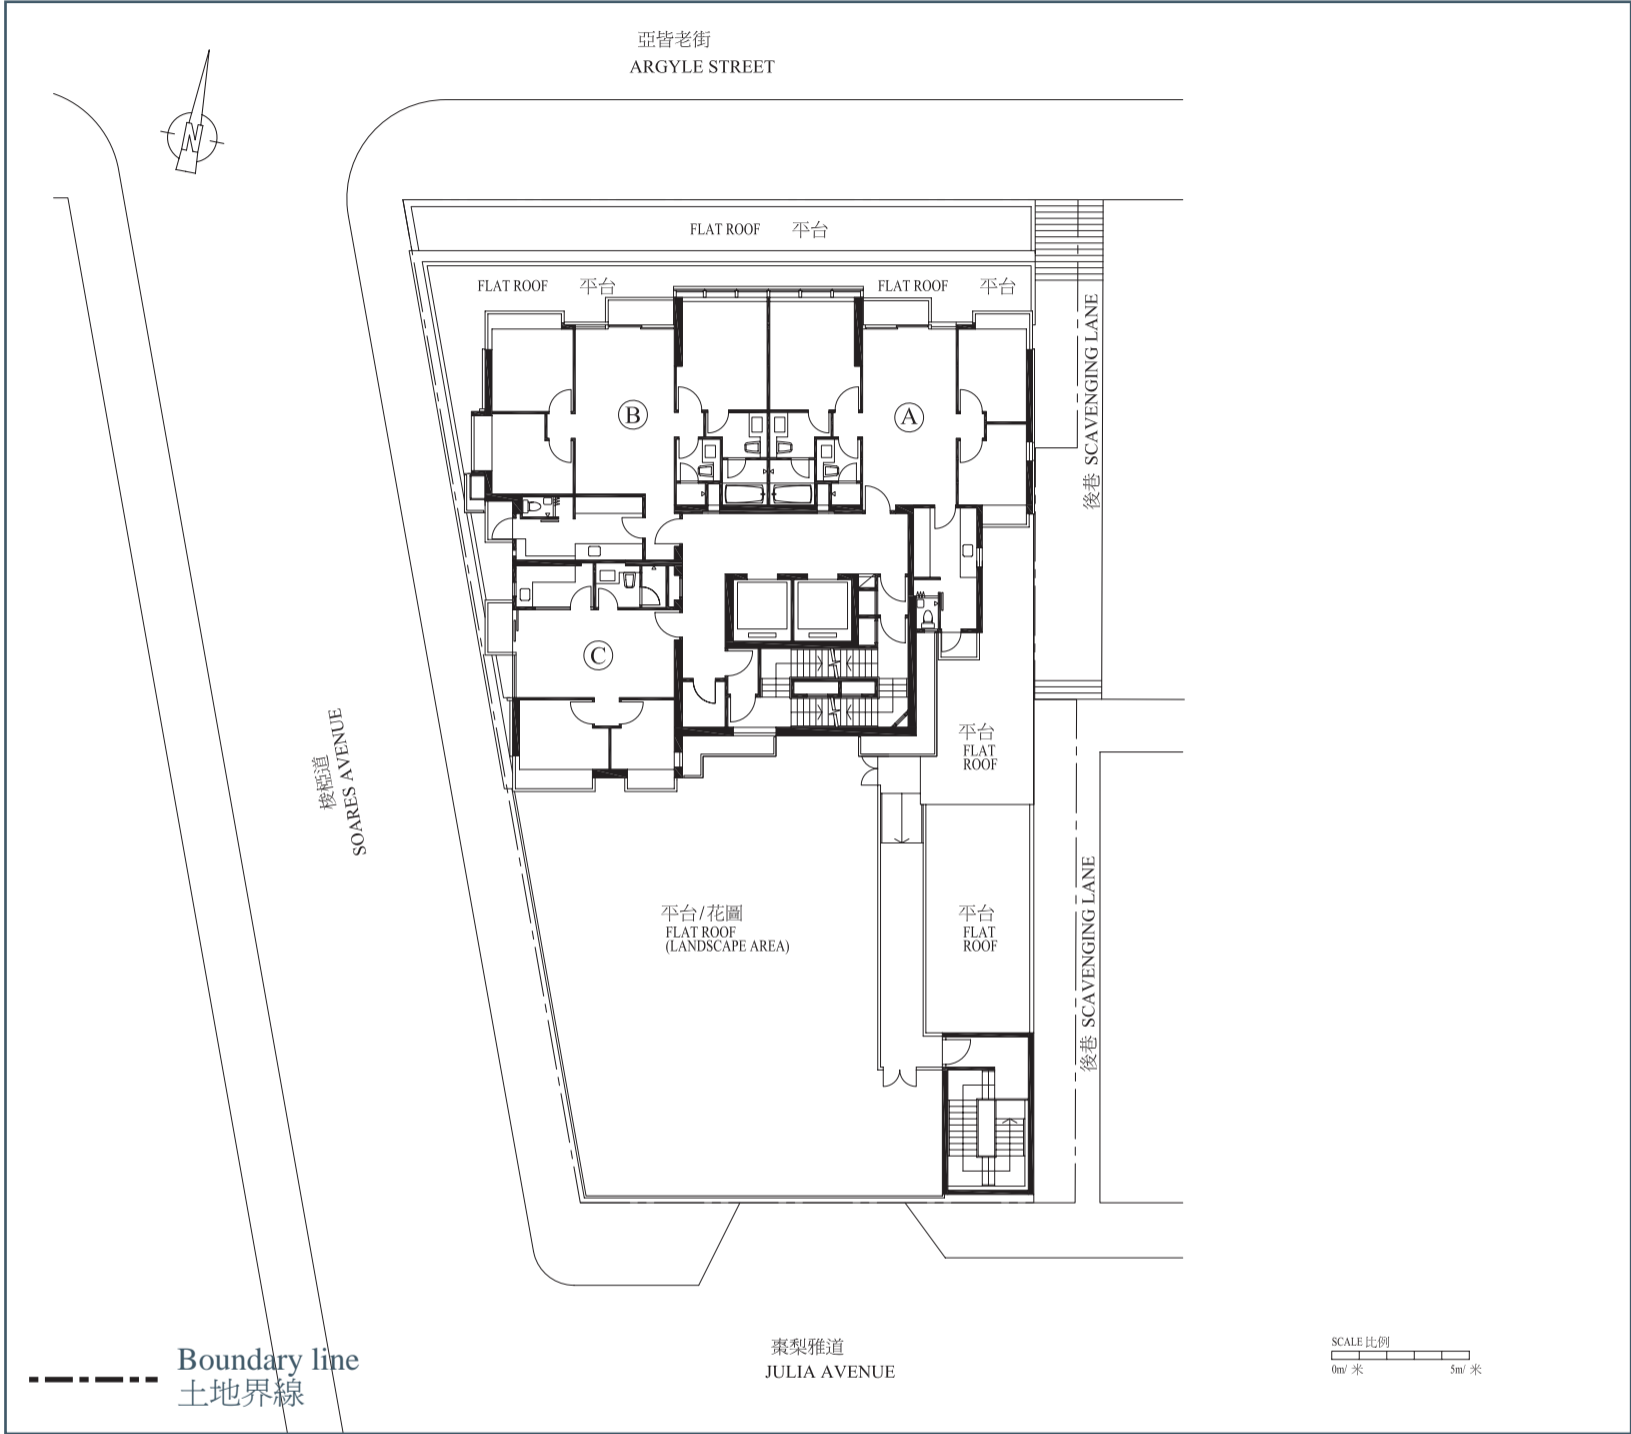 亞皆老街
ARGYLE STREET
N
FLAT ROOF 平台
FLAT ROOF 平台
FLAT ROOF 平台
後巷 SCAVENGING LANE
B
A
C
平台
FLAT
ROOF
梭椏道
SOARES AVENUE
平台/花圃
FLAT ROOF
(LANDSCAPE AREA)
平台
FLAT
ROOF
後巷 SCAVENGING LANE
棗梨雅道
JULIA AVENUE
SCALE 比例
0m/ 米 5m/ 米
Boundary line
土地界線